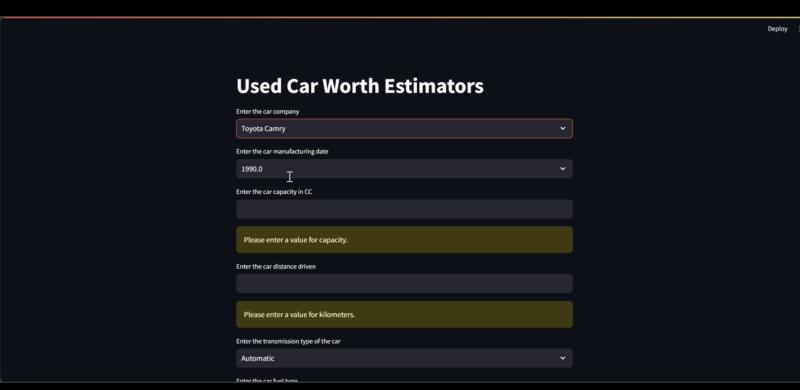 Deploy
Used Car Worth Estimators
Enter the car company
Toyota Camry
Enter the car manufacturing date
1990.0
Enter the car capacity in CC
Please enter a value for capacity.
Enter the car distance driven
Please enter a value for kilometers.
Enter the transmission type of the car
Automatic
Enter the car fuel type